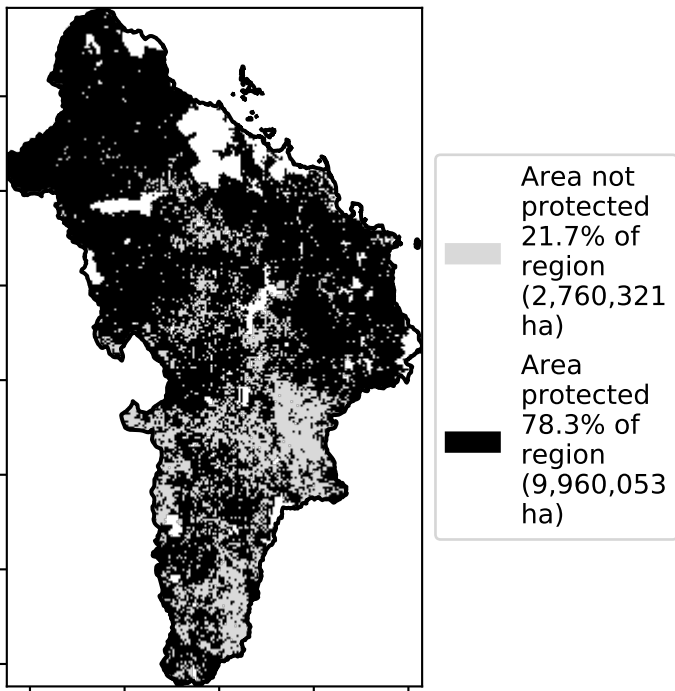 Area not
protected
21.7% of
region
(2,760,321
ha)
Area
protected
78.3% of
region
(9,960,053
ha)